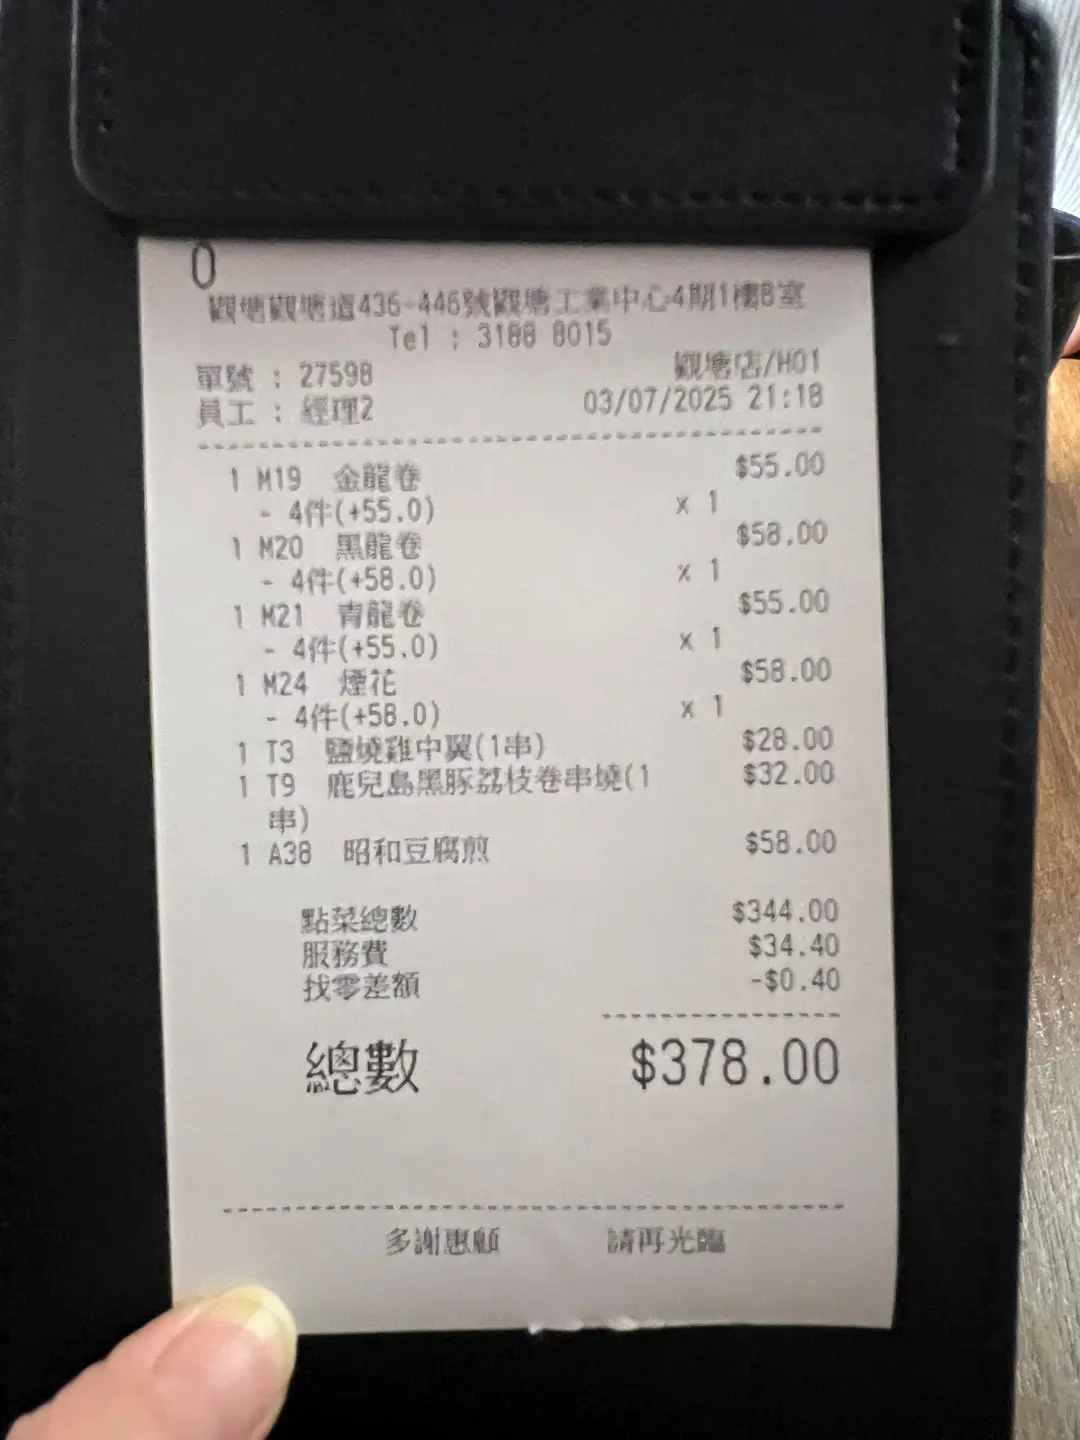 0
觀塘觀塘道436-446號觀塘工業中心4期1樓B室
Tel : 3188 8015
單號 : 27598 觀塘店/H01
員工 : 經理2 03/07/2025 21:18
1 M19 金龍卷 $55.00
- 4件(+55.0) x 1
1 M20 黑龍卷 $58.00
- 4件(+58.0) x 1
1 M21 青龍卷 $55.00
- 4件(+55.0) x 1
1 M24 煙花 $58.00
- 4件(+58.0) x 1
1 T3 鹽燒雞中翼(1串) $28.00
1 T9 鹿兒島黑豚荔枝卷串燒(1 $32.00
串)
1 A38 昭和豆腐煎 $58.00
點菜總數 $344.00
服務費 $34.40
找零差額 -$0.40
總數 $378.00
多謝惠顧 請再光臨